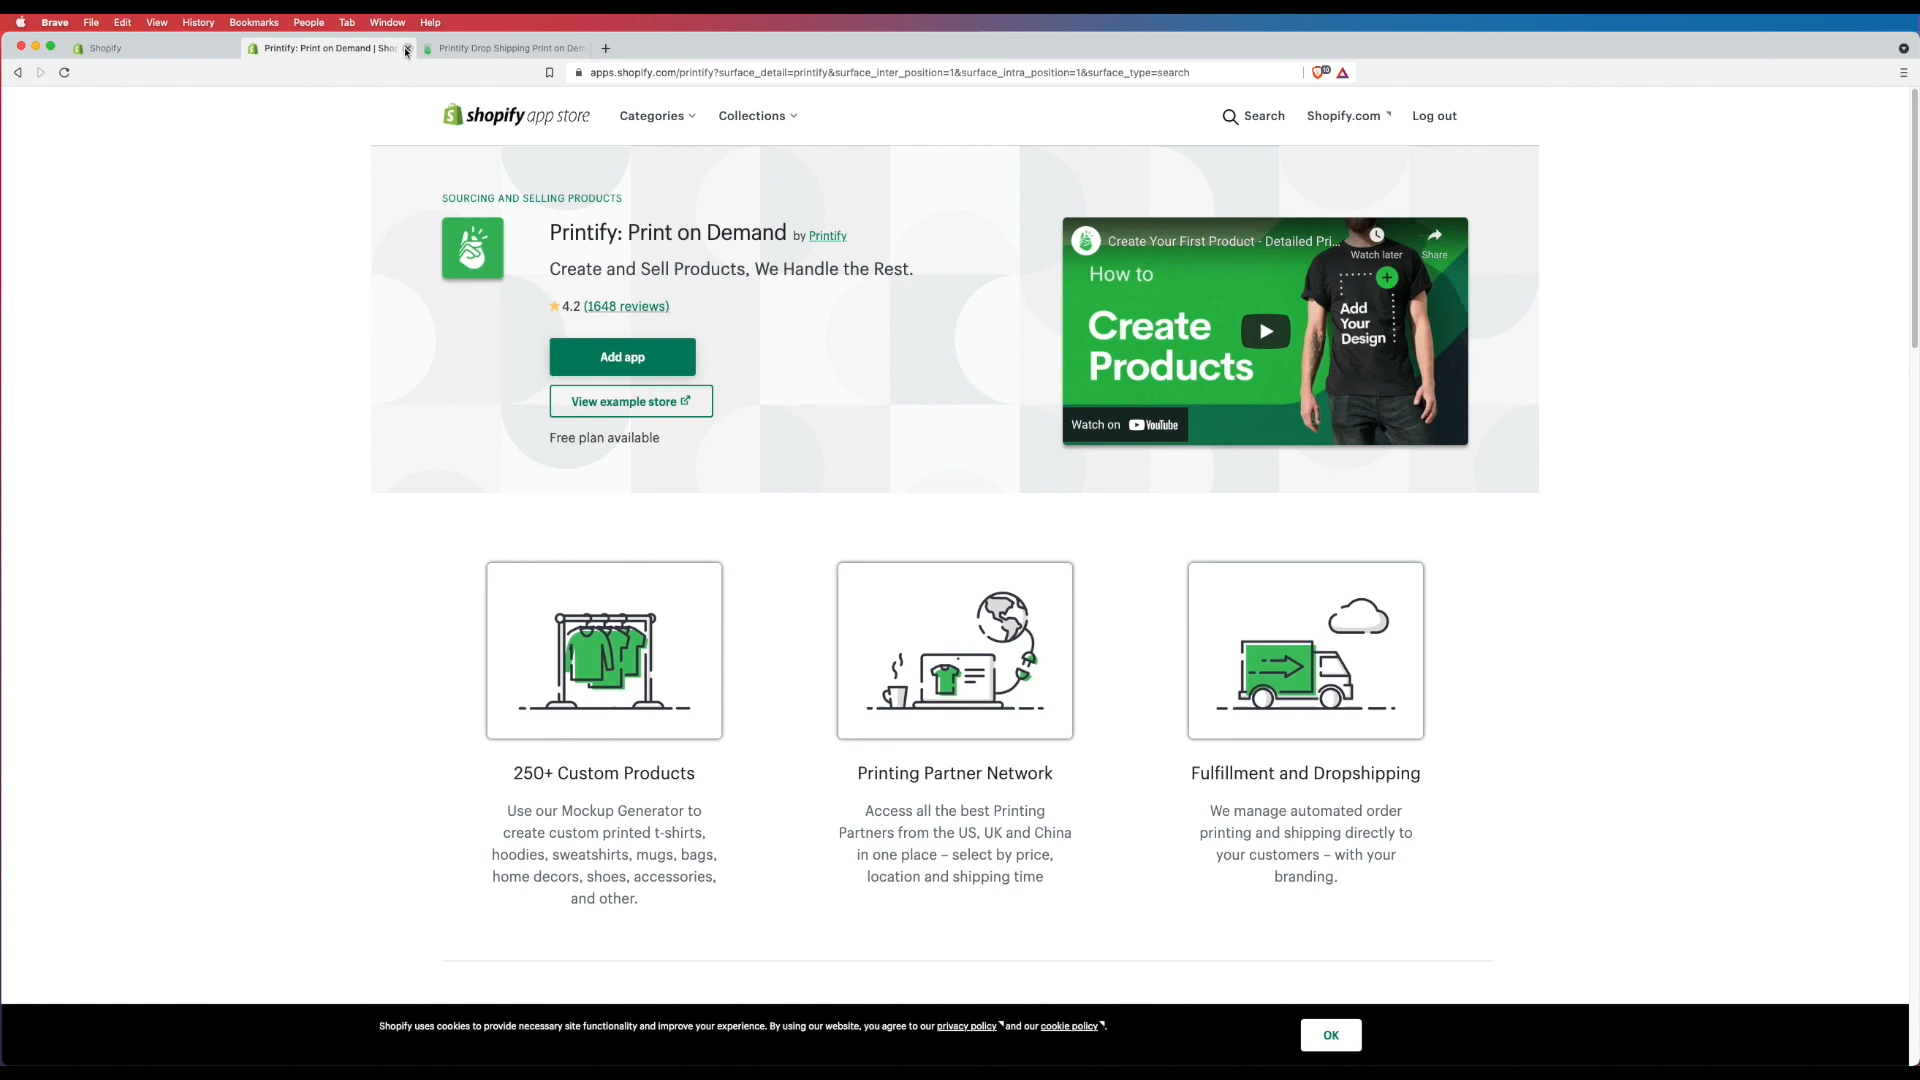 Brave File Edit View History Bookmarks People Tab Window Help
Shopify
Printify: Print on Demand | Sho
Printify Drop Shipping Print on Dem
apps.shopify.com/printify?surface_detail=printify&surface_inter_position=1&surface_intra_position=1&surface_type=search
shopify app store
Categories
Collections
Search
Shopify.com
Log out
SOURCING AND SELLING PRODUCTS
Printify: Print on Demand by Printify
Create and Sell Products, We Handle the Rest.
4.2 (1648 reviews)
Add app
View example store
Free plan available
Create Your First Product - Detailed Pri...
Watch later
Share
How to
Create
Products
Add
Your
Design
Watch on YouTube
250+ Custom Products
Use our Mockup Generator to
create custom printed t-shirts,
hoodies, sweatshirts, mugs, bags,
home decors, shoes, accessories,
and other.
Printing Partner Network
Access all the best Printing
Partners from the US, UK and China
in one place – select by price,
location and shipping time
Fulfillment and Dropshipping
We manage automated order
printing and shipping directly to
your customers – with your
branding.
Shopify uses cookies to provide necessary site functionality and improve your experience. By using our website, you agree to our privacy policy and our cookie policy.
OK